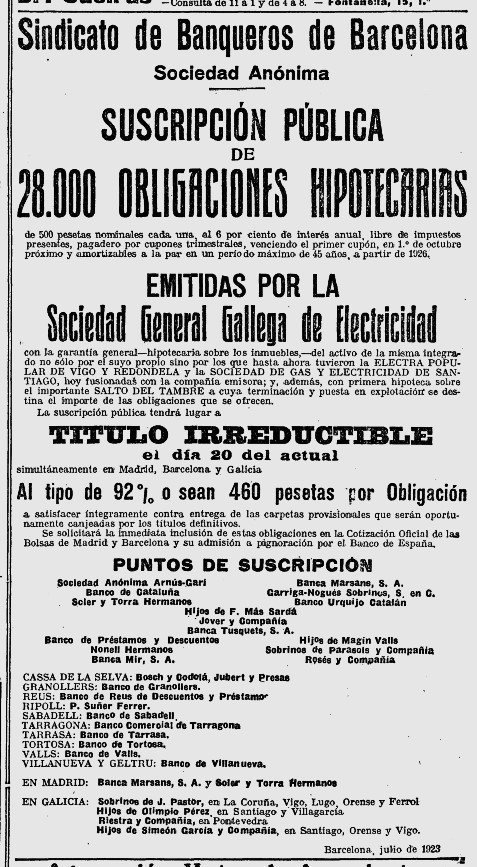 —Consulta de 11 a 1 y de 4 a 8. — Fontanella, 15, 1.°
Sindicato de Banqueros de Barcelona
Sociedad Anónima
SUSCRIPCIÓN PÚBLICA
DE
28.000 OBLIGACIONES HIPOTECARIAS
de 500 pesetas nominales cada una, al 6 por ciento de interés anual, libre de impuestos
presentes, pagadero por cupones trimestrales, venciendo el primer cupón, en 1.º de octubre
próximo y amortizables a la par en un período máximo de 45 años, a partir de 1926,
EMITIDAS POR LA
Sociedad General Gallega de Electricidad
con la garantía general—hipotecaria sobre los inmuebles,—del activo de la misma integra-
do no sólo por el suyo propio sino por los que hasta ahora tuvieron la ELECTRA POPU-
LAR DE VIGO Y REDONDELA y la SOCIEDAD DE GAS Y ELECTRICIDAD DE SAN-
TIAGO, hoy fusionadas con la compañía emisora; y, además, con primera hipoteca sobre
el importante SALTO DEL TAMBRE a cuya terminación y puesta en explotación se des-
tina el importe de las obligaciones que se ofrecen.
La suscripción pública tendrá lugar a
TITULO IRREDUCTIBLE
el día 20 del actual
simultáneamente en Madrid, Barcelona y Galicia
Al tipo de 92% o sean 460 pesetas por Obligación
a satisfacer íntegramente contra entrega de las carpetas provisionales que serán oportu-
namente canjeadas por los títulos definitivos.
Se solicitará la inmediata inclusión de estas obligaciones en la Cotización Oficial de las
Bolsas de Madrid y Barcelona y su admisión a pignoración por el Banco de España.
PUNTOS DE SUSCRIPCIÓN
Sociedad Anónima Arnús-Garí Banca Marsans, S. A.
Banco de Cataluña Garriga-Nogués Sobrinos, S. en C.
Soler y Torra Hermanos Banco Urquijo Catalán
Hijos de F. Más Sardá
Jover y Compañía
Banca Tusquets, S. A.
Banco de Préstamos y Descuentos Hijos de Magín Valls
Nonell Hermanos Sobrinos de Parasols y Compañía
Banca Mir, S. A. Rosés y Compañía
CASSA DE LA SELVA: Bosch y Codolá, Jubert y Presas
GRANOLLERS: Banco de Granollers.
REUS: Banco de Reus de Descuentos y Préstamos
RIPOLL: P. Suñer Ferrer.
SABADELL: Banco de Sabadell.
TARRAGONA: Banco Comercial de Tarragona
TARRASA: Banco de Tarrasa.
TORTOSA: Banco de Tortosa.
VALLS: Banco de Valls.
VILLANUEVA Y GELTRU: Banco de Villanueva.
EN MADRID: Banca Marsans, S. A. y Soler y Torra Hermanos
EN GALICIA: Sobrinos de J. Pastor, en La Coruña, Vigo, Lugo, Orense y Ferrol
Hijos de Olimpio Pérez, en Santiago y Villagarcía
Riestra y Compañía, en Pontevedra
Hijos de Simeón García y Compañía, en Santiago, Orense y Vigo.
Barcelona, julio de 1923